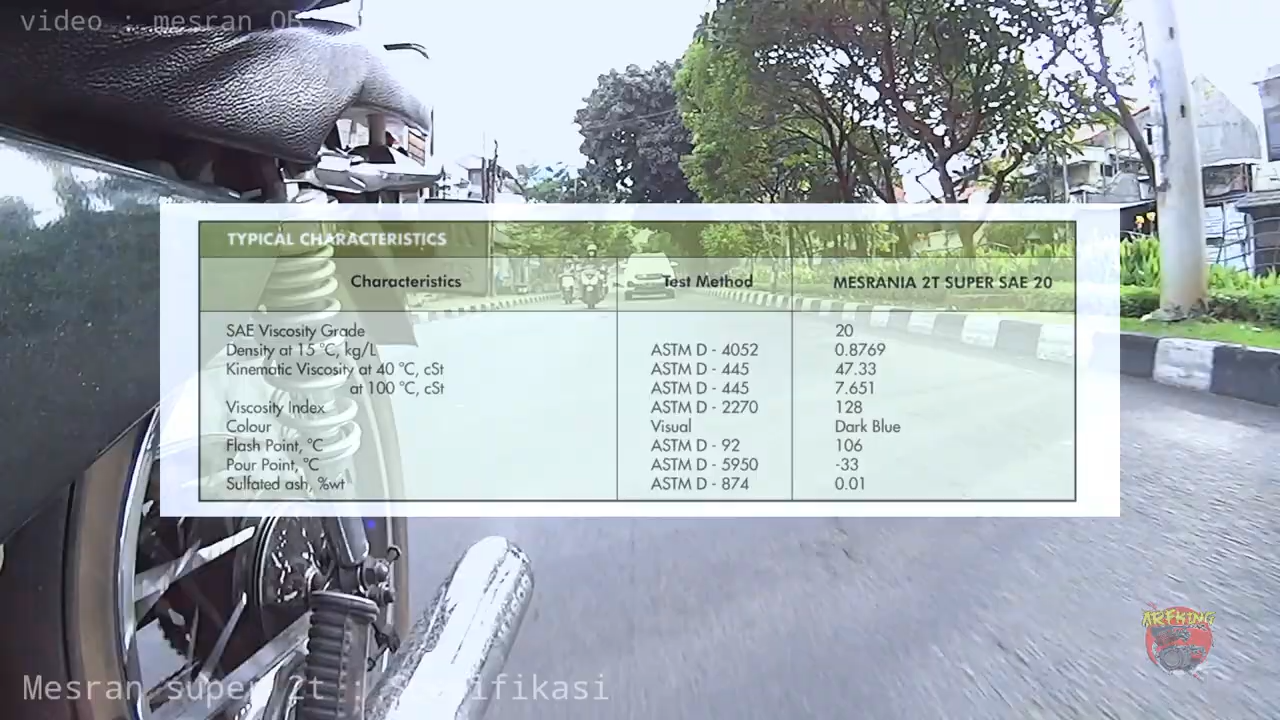 video : mesran OB
TYPICAL CHARACTERISTICS
Characteristics Test Method MESRANIA 2T SUPER SAE 20
SAE Viscosity Grade 20
Density at 15 °C, kg/L ASTM D - 4052 0.8769
Kinematic Viscosity at 40 °C, cSt ASTM D - 445 47.33
at 100 °C, cSt ASTM D - 445 7.651
Viscosity Index ASTM D - 2270 128
Colour Visual Dark Blue
Flash Point, °C ASTM D - 92 106
Pour Point, °C ASTM D - 5950 -33
Sulfated ash, %wt ASTM D - 874 0.01
AREKING
Mesran super 2t : Spesifikasi